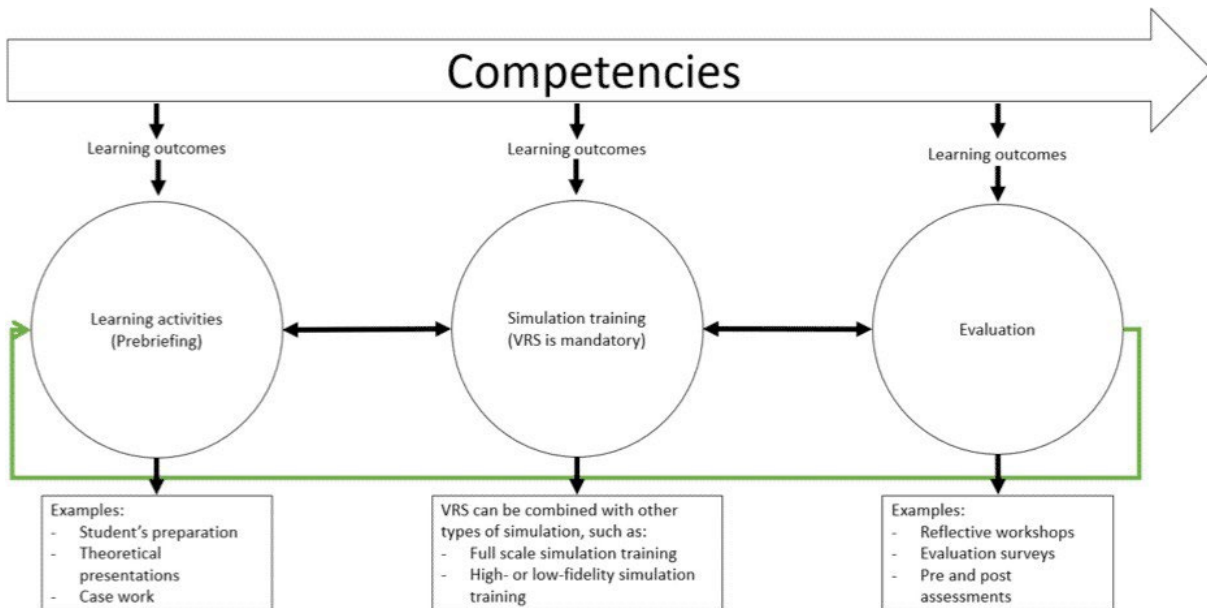 Competencies
Learning outcomes
Learning outcomes
Learning outcomes
Learning activities
(Prebriefing)
Simulation training
(VRS is mandatory)
Evaluation
Examples:
- Student's preparation
- Theoretical
presentations
- Case work
VRS can be combined with other
types of simulation, such as:
- Full scale simulation training
- High- or low-fidelity simulation
training
Examples:
- Reflective workshops
- Evaluation surveys
- Pre and post
assessments